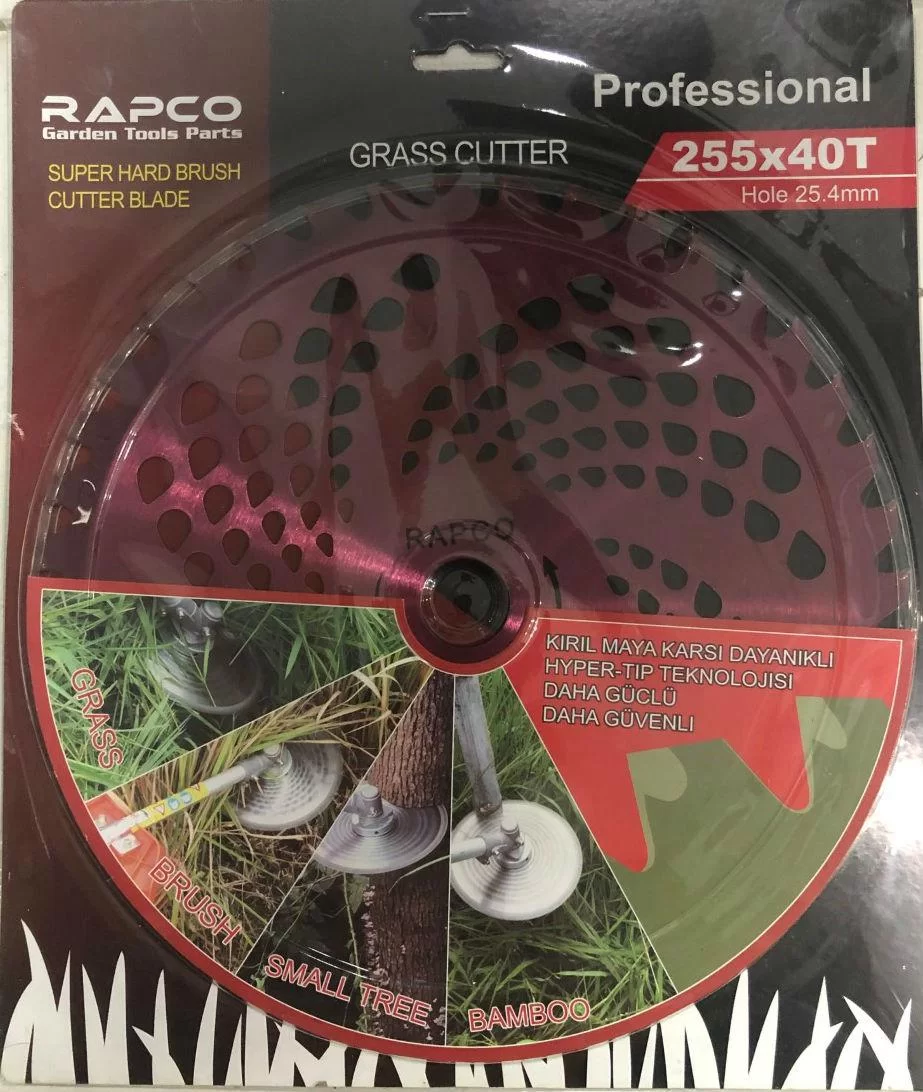 RAPCO
Garden Tools Parts
SUPER HARD BRUSH
CUTTER BLADE
Professional
GRASS CUTTER
255x40T
Hole 25.4mm
RAPCO
KIRIL MAYA KARSI DAYANIKLI
HYPER-TIP TEKNOLOJISI
DAHA GÜCLÜ
DAHA GÜVENLI
GRASS
BRUSH
SMALL TREE
BAMBOO